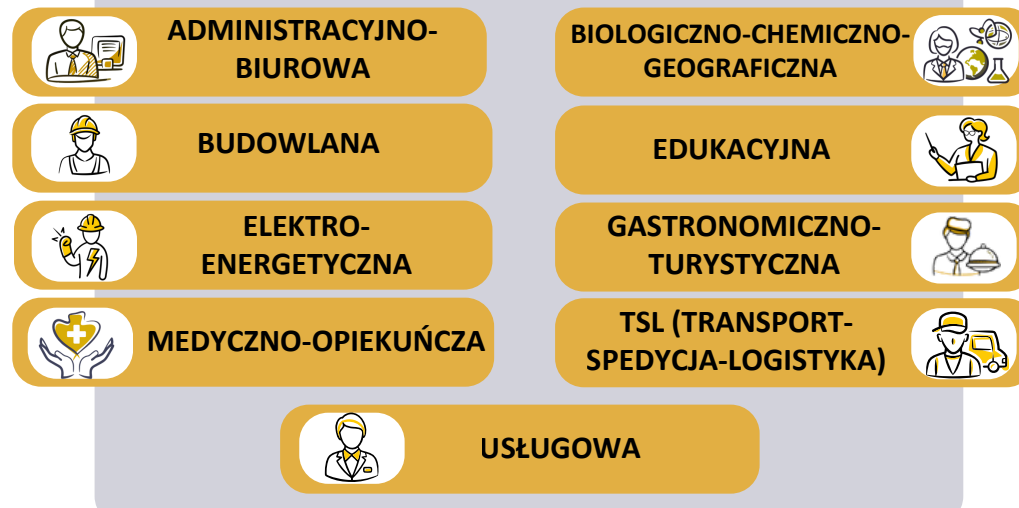 ADMINISTRACYJNO-
BIUROWA
BIOLOGICZNO-CHEMICZNO-
GEOGRAFICZNA
BUDOWLANA
EDUKACYJNA
ELEKTRO-
ENERGETYCZNA
GASTRONOMICZNO-
TURYSTYCZNA
MEDYCZNO-OPIEKUŃCZA
TSL (TRANSPORT-
SPEDYCJA-LOGISTYKA)
USŁUGOWA